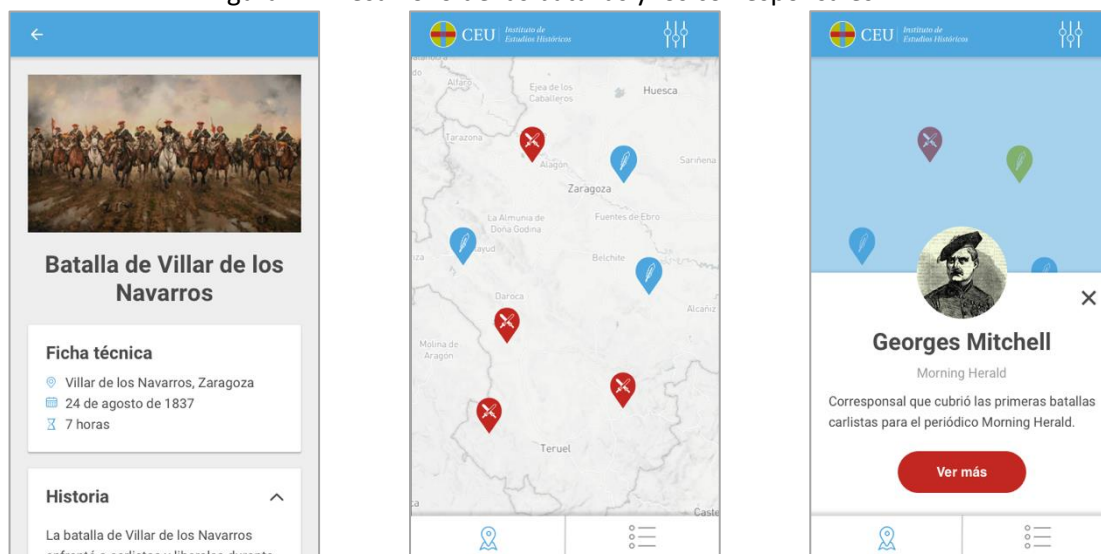 Batalla de Villar de los
Navarros
Ficha técnica
Villar de los Navarros, Zaragoza
24 de agosto de 1837
7 horas
Historia
La batalla de Villar de los Navarros
CEU Instituto de
Estudios Históricos
Alfaro
Ejea de los
Caballeros
Huesca
Tarazona
Alagón
Sariñena
Zaragoza
La Almunia de
Doña Godina
Fuentes de Ebro
Belchite
Daroca
Alcañiz
Molina de
Aragón
Teruel
Caste
CEU Instituto de
Estudios Históricos
Georges Mitchell
Morning Herald
Corresponsal que cubrió las primeras batallas
carlistas para el periódico Morning Herald.
Ver más